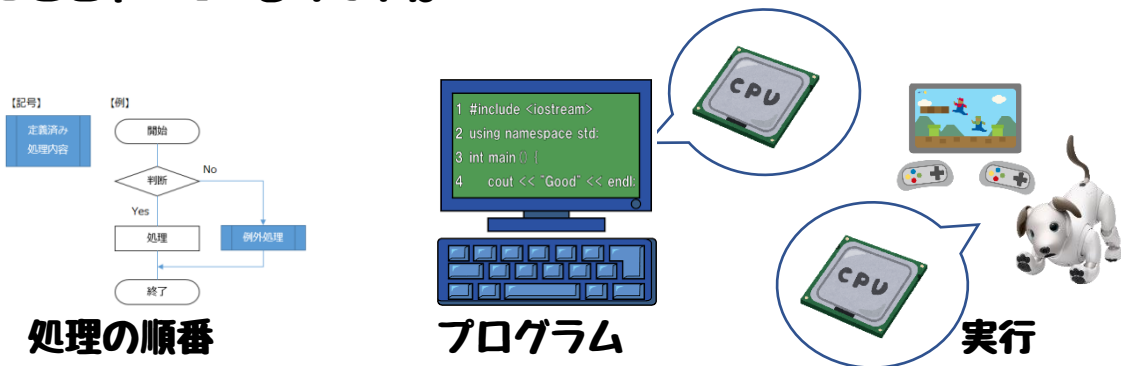 【記号】
定義済み
処理内容
【例】
開始
判断
No
Yes
処理
例外処理
終了
処理の順番
1 #include <iostream>
2 using namespace std:
3 int main () {
4 cout << "Good" << endl:
プログラム
CPU
CPU
実行